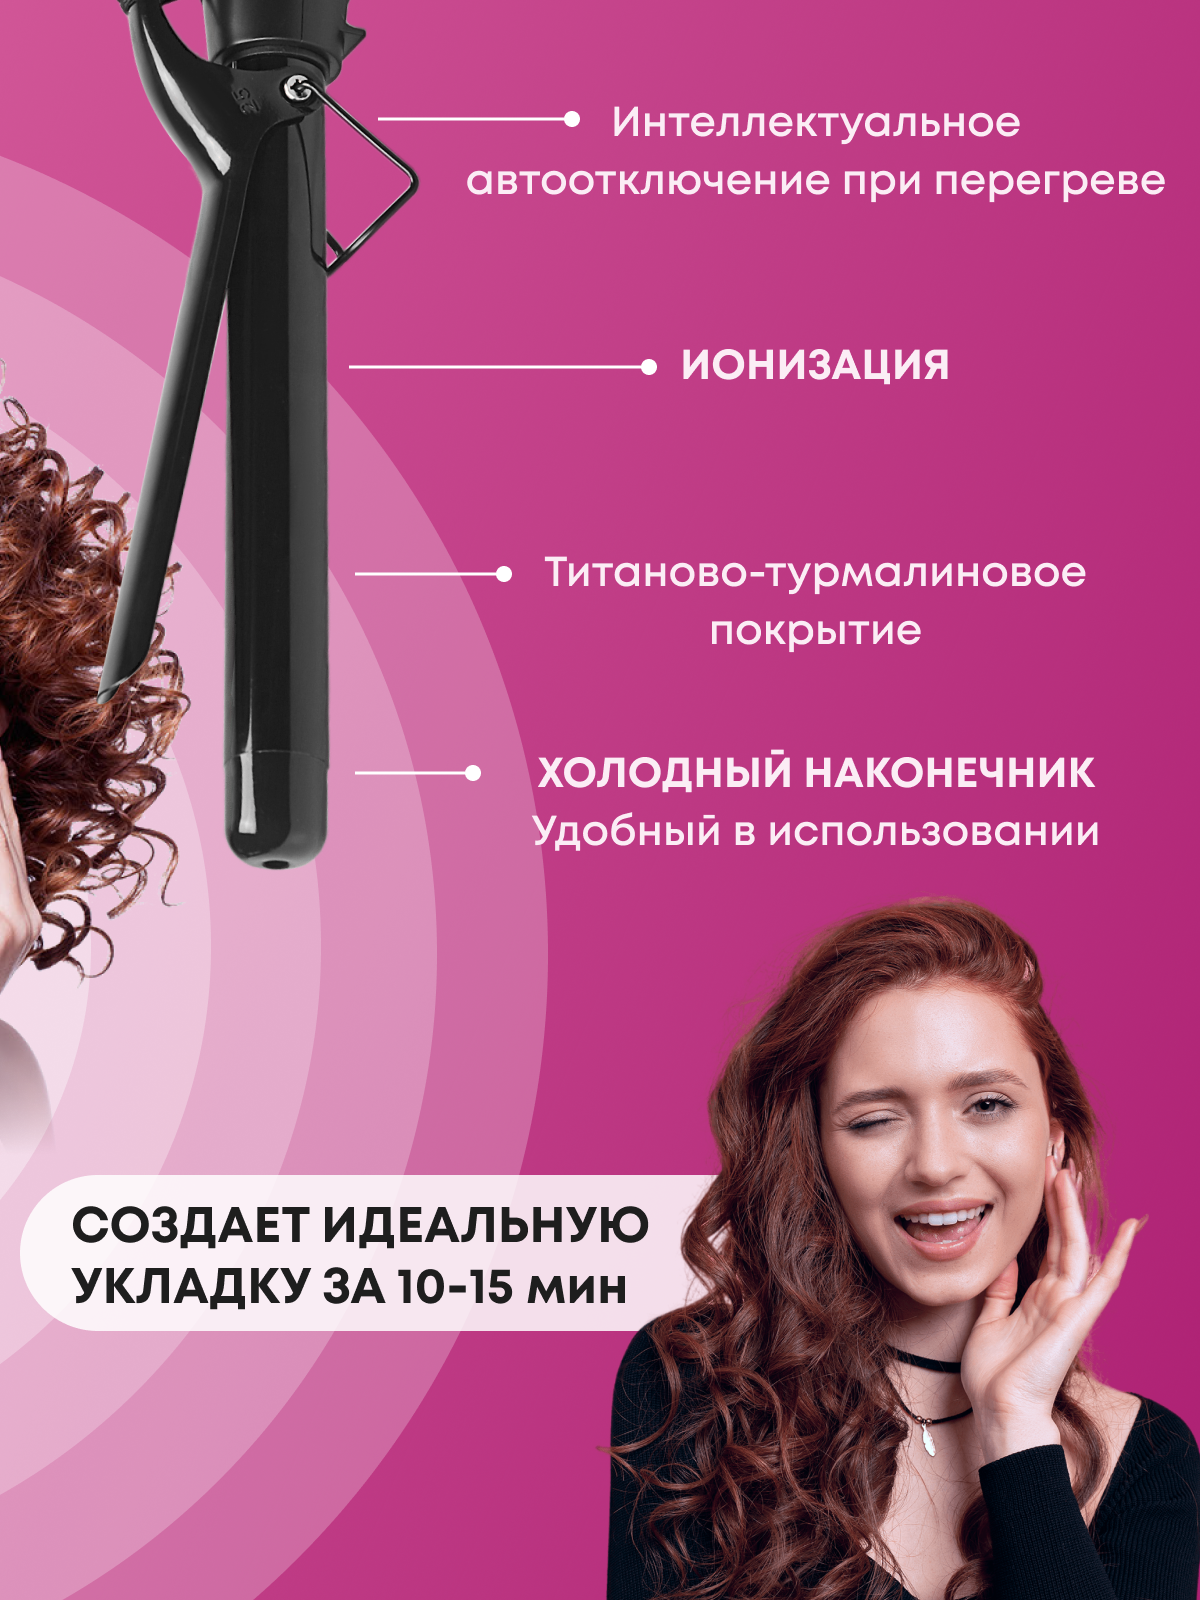 25
Интеллектуальное
автоотключение при перегреве
ИОНИЗАЦИЯ
Титаново-турмалиновое
покрытие
ХОЛОДНЫЙ НАКОНЕЧНИК
Удобный в использовании
СОЗДАЕТ ИДЕАЛЬНУЮ
УКЛАДКУ ЗА 10-15 мин